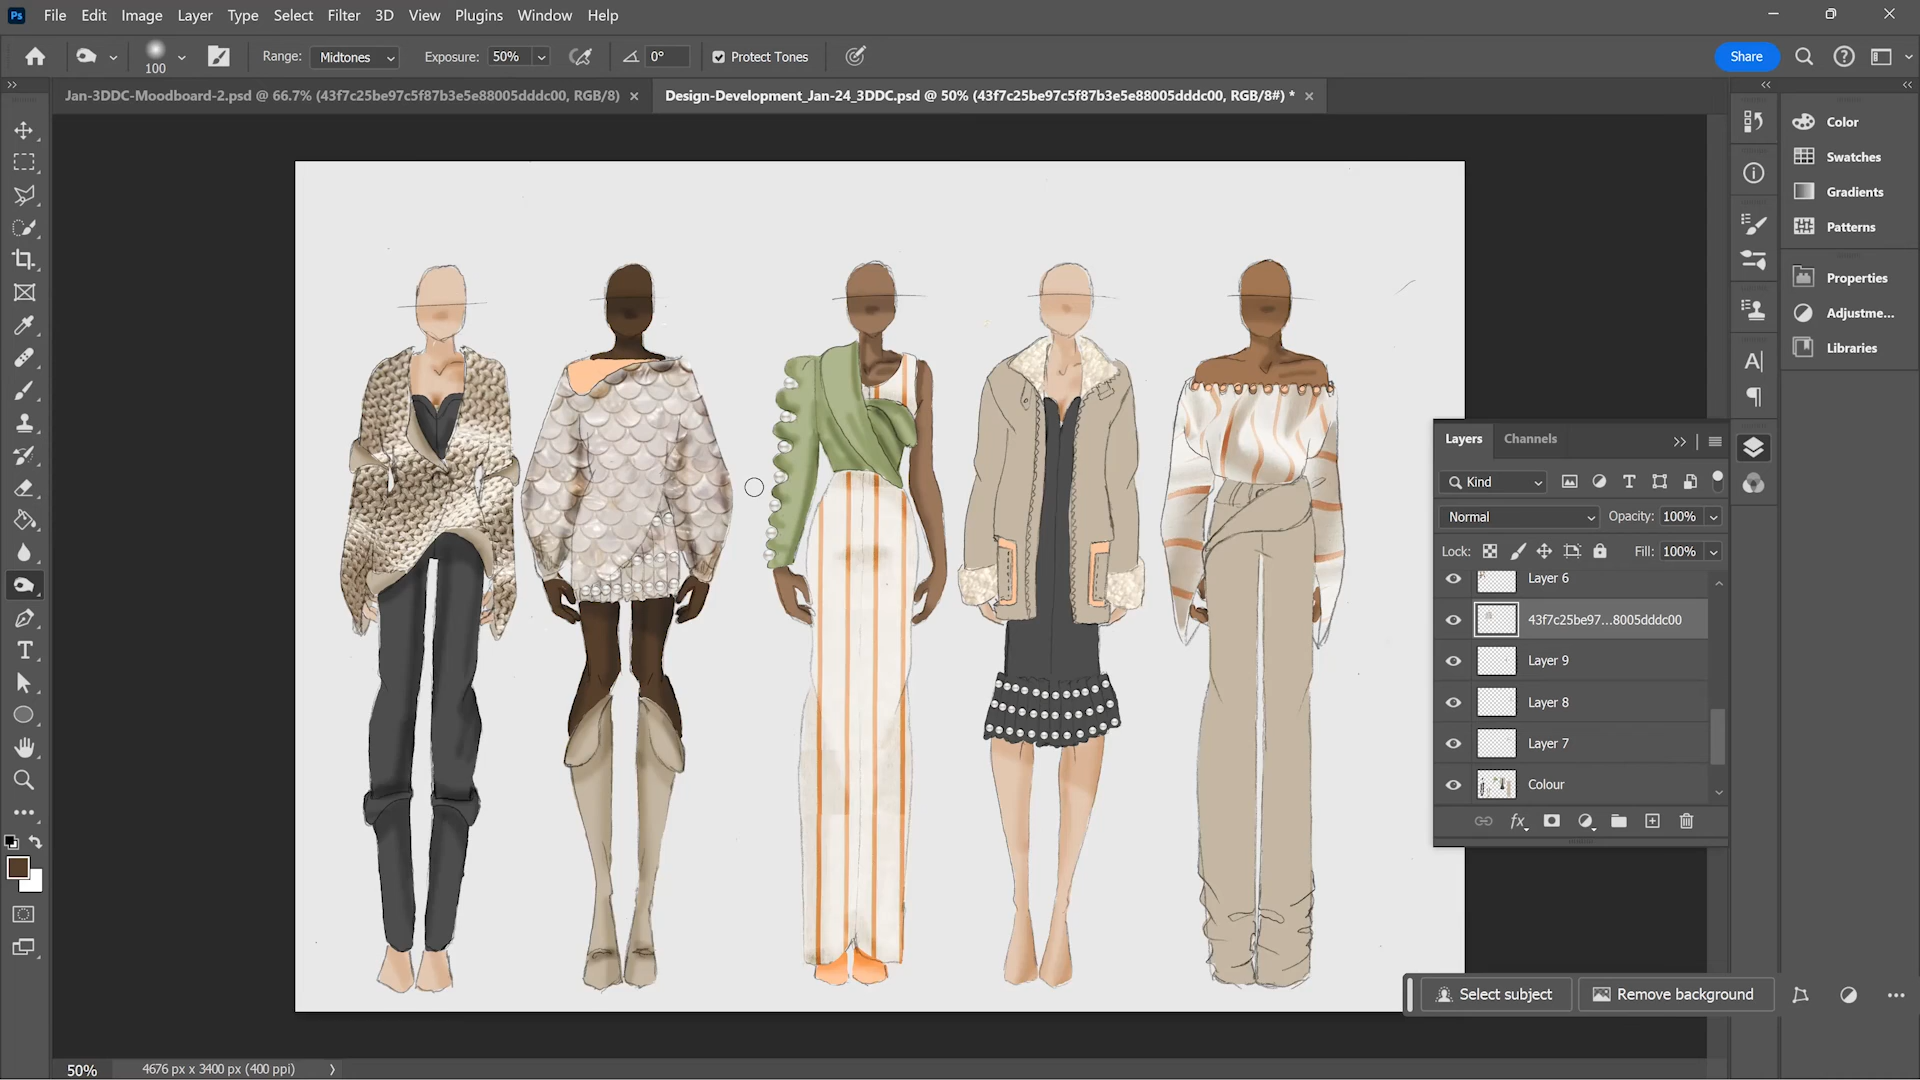 Ps File Edit Image Layer Type Select Filter 3D View Plugins Window Help
100 Range: Midtones Exposure: 50% 0° Protect Tones Share
Jan-3DDC-Moodboard-2.psd @ 66.7% (43f7c25be97c5f87b3e5e88005dddc00, RGB/8) Design-Development_Jan-24_3DDC.psd @ 50% (43f7c25be97c5f87b3e5e88005dddc00, RGB/8#) *
Color
Swatches
Gradients
Patterns
Properties
Adjustme...
Libraries
Layers Channels
Kind
Normal Opacity: 100%
Lock: Fill: 100%
Layer 6
43f7c25be97...8005dddc00
Layer 9
Layer 8
Layer 7
Colour
fx
Select subject Remove background
50% 4676 px x 3400 px (400 ppi)